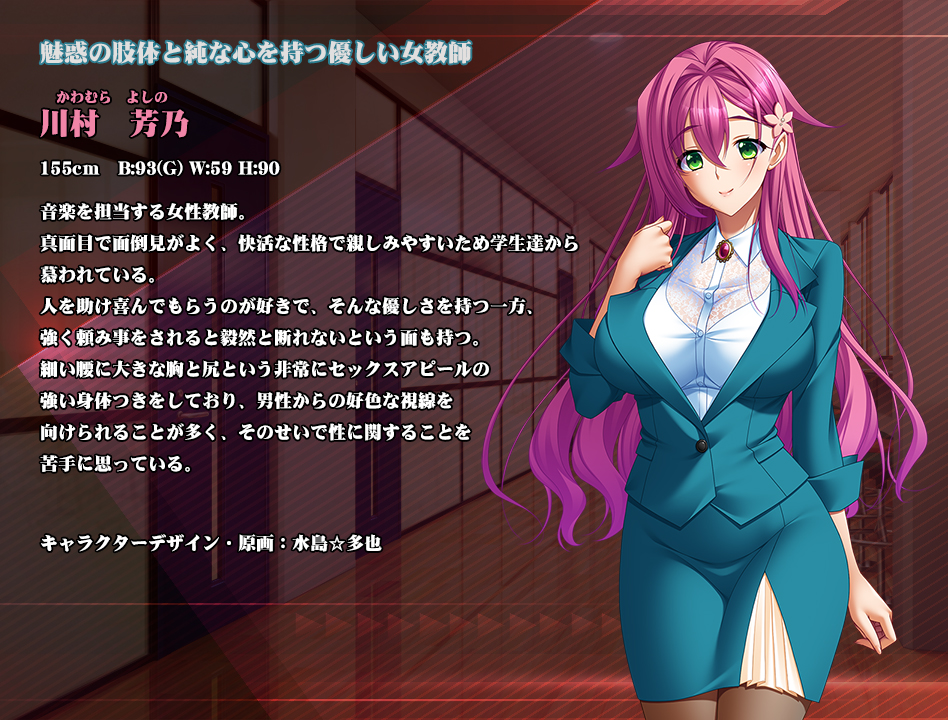 魅惑の肢体と純な心を持つ優しい女教師
かわむら よしの
川村 芳乃
155cm B:93(G) W:59 H:90
音楽を担当する女性教師。
真面目で面倒見がよく、快活な性格で親しみやすいため学生達から
慕われている。
人を助け喜んでもらうのが好きで、そんな優しさを持つ一方、
強く頼み事をされると毅然と断れないという面も持つ。
細い腰に大きな胸と尻という非常にセックスアピールの
強い身体つきをしており、男性からの好色な視線を
向けられることが多く、そのせいで性に関することを
苦手に思っている。
キャラクターデザイン・原画：水島☆多也